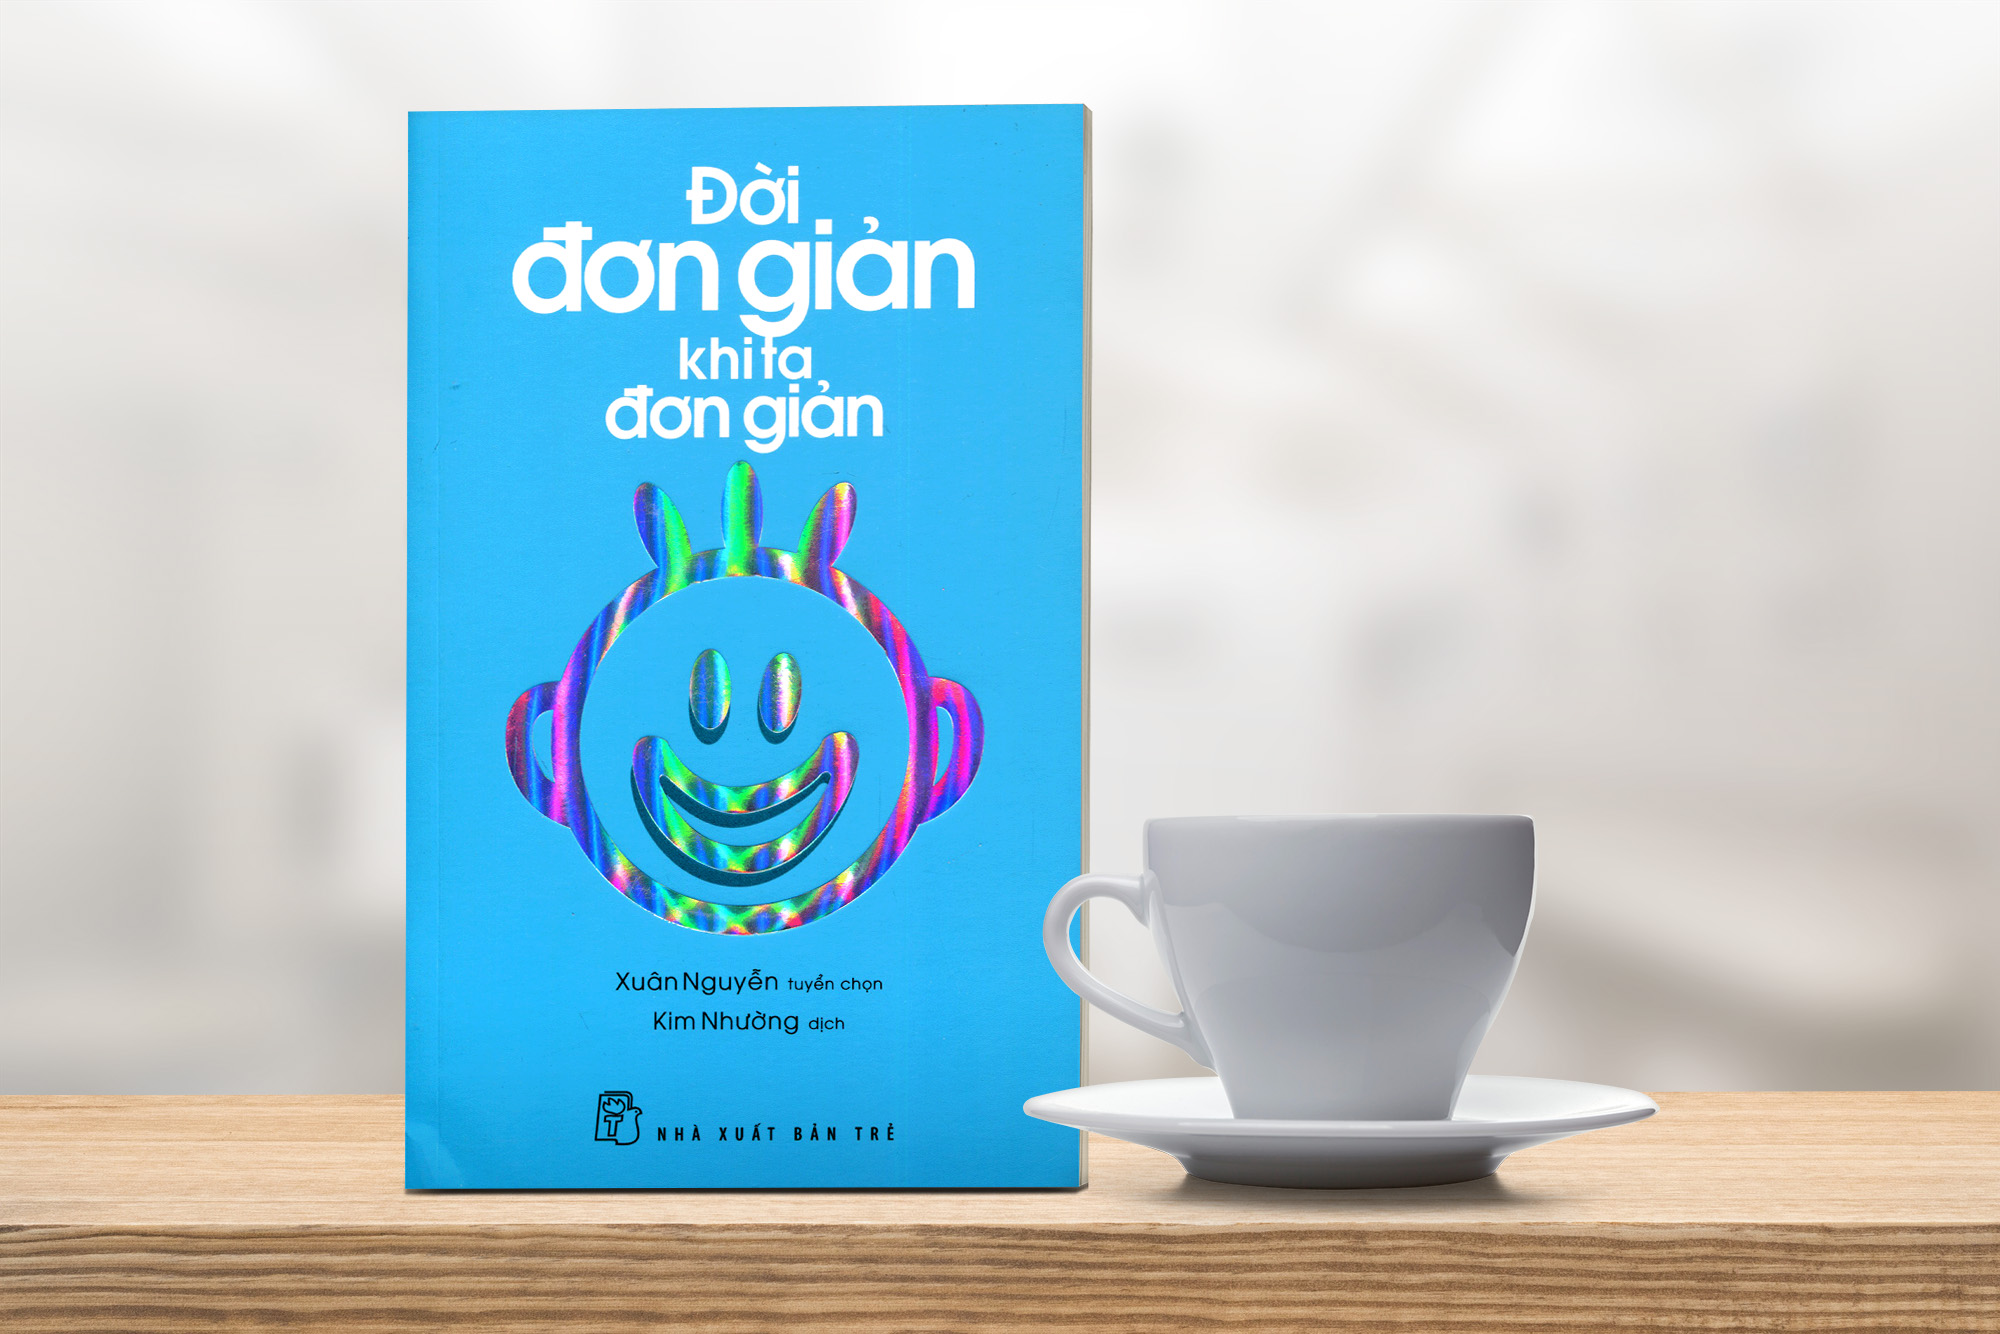 Đời
đơn giản
khi ta
đơn giản
Xuân Nguyễn tuyển chọn
Kim Nhường dịch
T
NHÀ XUẤT BẢN TRẺ